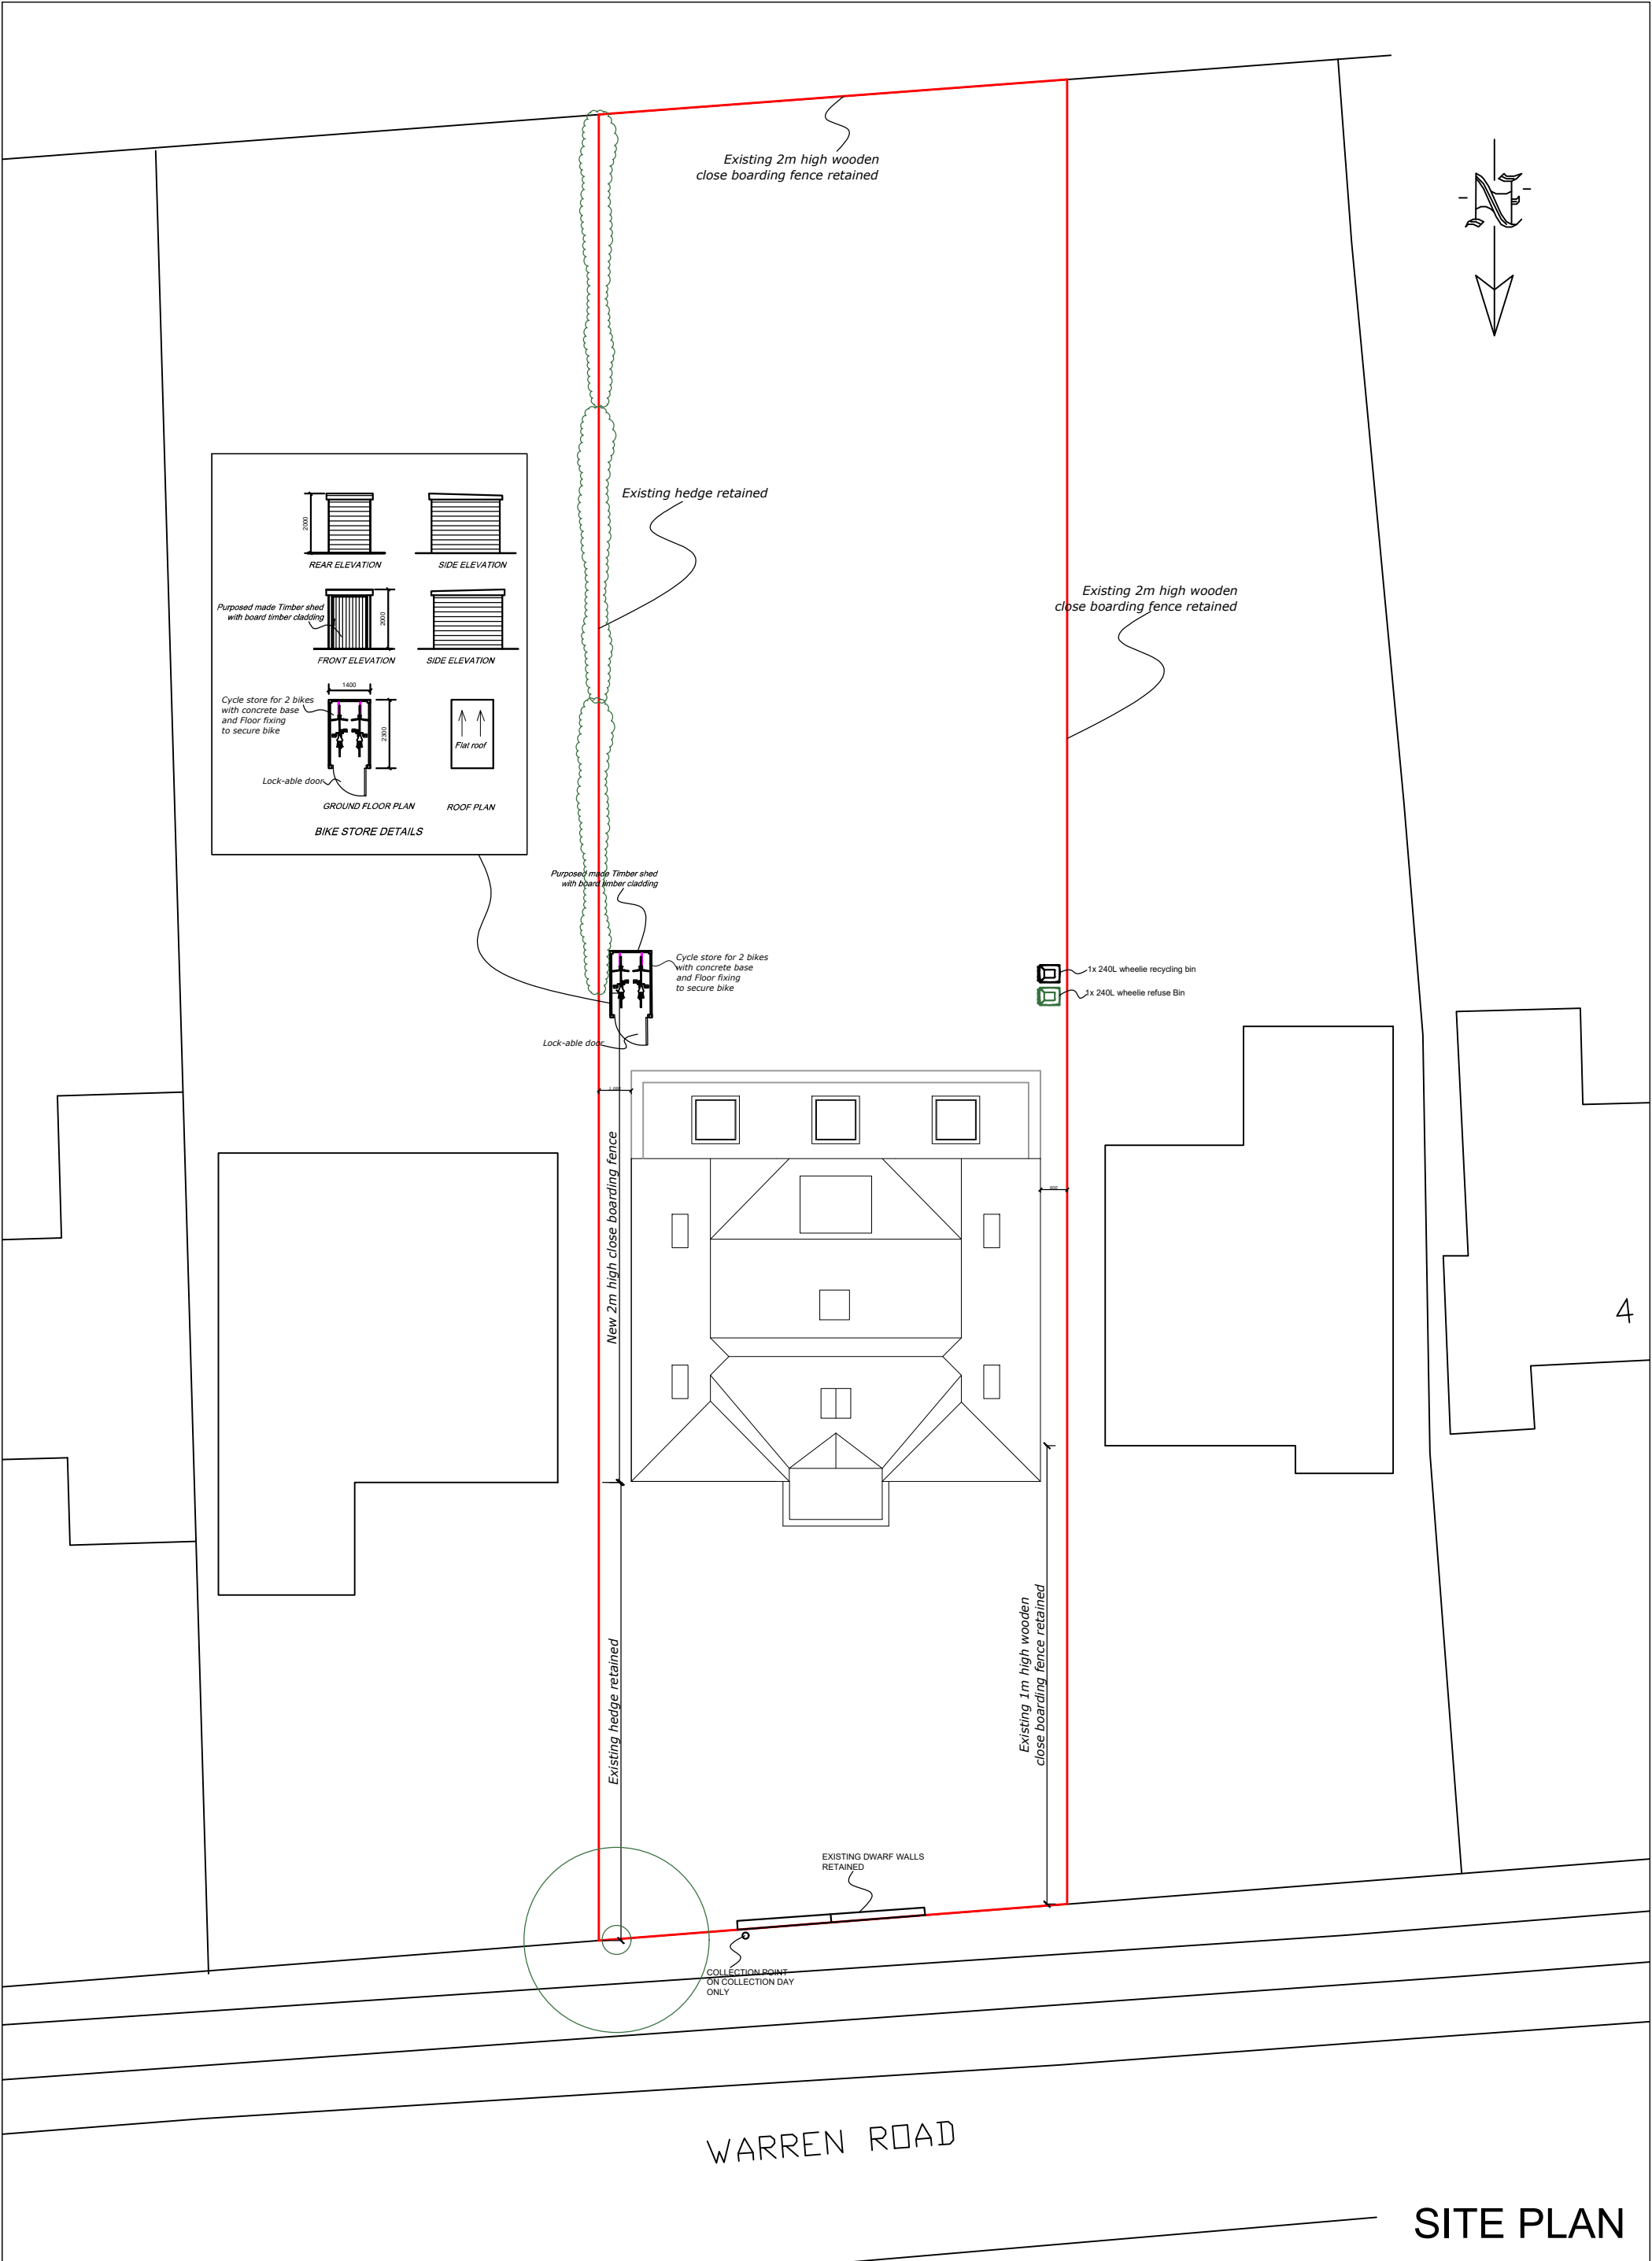 Existing 2m high wooden
close boarding fence retained
N
Existing hedge retained
2000
REAR ELEVATION
SIDE ELEVATION
Purposed made Timber shed
with board timber cladding
2000
FRONT ELEVATION
SIDE ELEVATION
1400
Cycle store for 2 bikes
with concrete base
and Floor fixing
to secure bike
2300
Flat roof
Lock-able door
GROUND FLOOR PLAN
ROOF PLAN
BIKE STORE DETAILS
Existing 2m high wooden
close boarding fence retained
Purposed made Timber shed
with board timber cladding
Cycle store for 2 bikes
with concrete base
and Floor fixing
to secure bike
Lock-able door
1x 240L wheelie recycling bin
1x 240L wheelie refuse Bin
New 2m high close boarding fence
4
Existing hedge retained
Existing 1m high wooden
close boarding fence retained
EXISTING DWARF WALLS
RETAINED
COLLECTION POINT
ON COLLECTION DAY
ONLY
WARREN ROAD
SITE PLAN